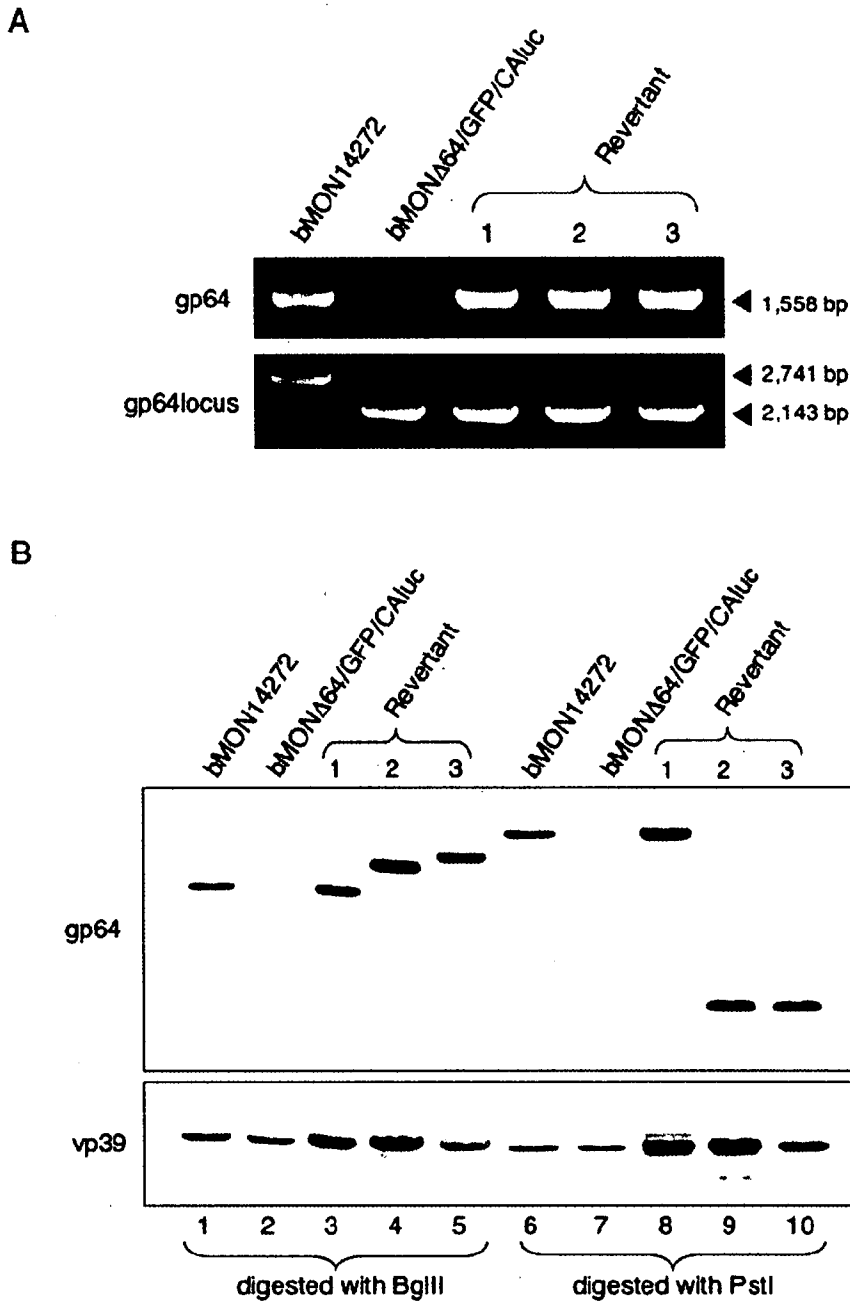 A
bMON14272
bMONΔ64/GFP/CAluc
Revertant
1 2 3
gp64
1,558 bp
gp64locus
2,741 bp
2,143 bp
B
bMON14272
bMONΔ64/GFP/CAluc
Revertant
1 2 3
bMON14272
bMONΔ64/GFP/CAluc
Revertant
1 2 3
gp64
vp39
1 2 3 4 5 6 7 8 9 10
digested with BglII
digested with PstI